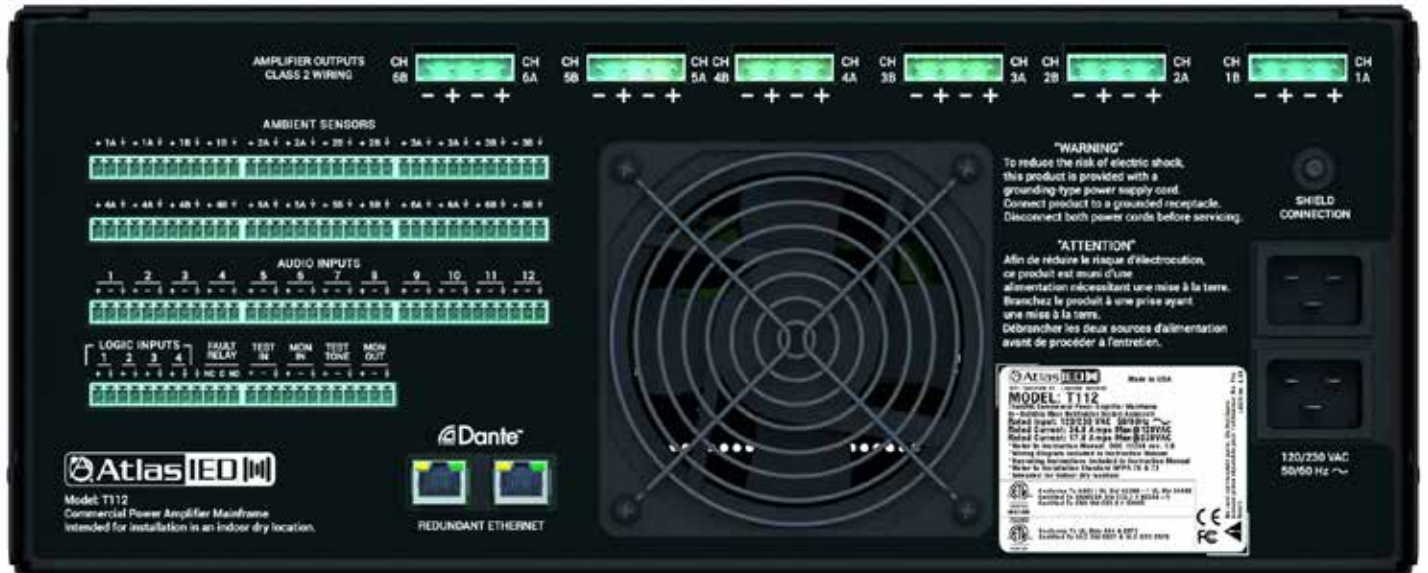 AMPLIFIER OUTPUTS
CLASS 2 WIRING
CH 6B CH 6A
CH 5B CH 5A
CH 4B CH 4A
CH 3B CH 3A
CH 2B CH 2A
CH 1B CH 1A
- + - + - + - + - + - + - + - + - + - + - + - +
AMBIENT SENSORS
AUDIO INPUTS
1 2 3 4 5 6 7 8 9 10 11 12
LOGIC INPUTS
1 2 3 4
FAULT RELAY
TEST IN
MON IN
TEST TONE
MON OUT
Dante™
REDUNDANT ETHERNET
AtlasIED
Model: T112
Commercial Power Amplifier Mainframe
Intended for installation in an indoor dry location.
"WARNING"
To reduce the risk of electric shock,
this product is provided with a
grounding-type power supply cord.
Connect product to a grounded receptacle.
Disconnect both power cords before servicing.
"ATTENTION"
Afin de réduire le risque d'électrocution,
ce produit est muni d'une
alimentation nécessitant une mise à la terre.
Branchez le produit à une prise ayant
une mise à la terre.
Débrancher les deux sources d'alimentation
avant de procéder à l'entretien.
SHIELD
CONNECTION
120/230 VAC
50/60 Hz ~
AtlasIED
Made in USA
MODEL: T112
Rated Input: 120/230 VAC 50/60Hz
CE
FC